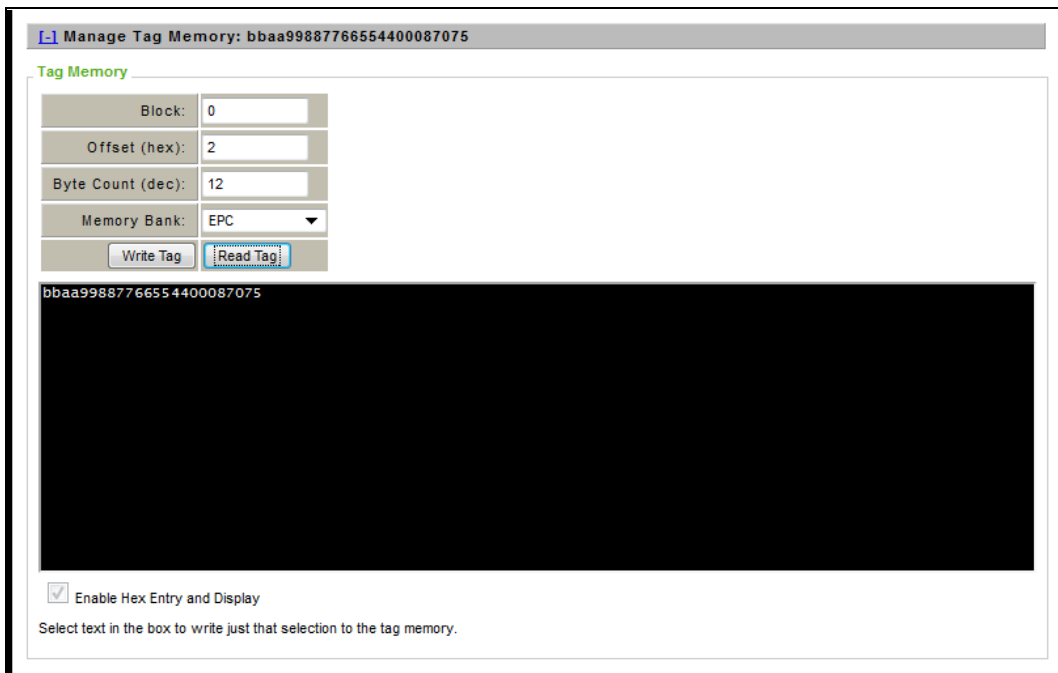 [-] Manage Tag Memory: bbaa99887766554400087075
Tag Memory
Block: 0
Offset (hex): 2
Byte Count (dec): 12
Memory Bank: EPC
Write Tag Read Tag
bbaa99887766554400087075
Enable Hex Entry and Display
Select text in the box to write just that selection to the tag memory.